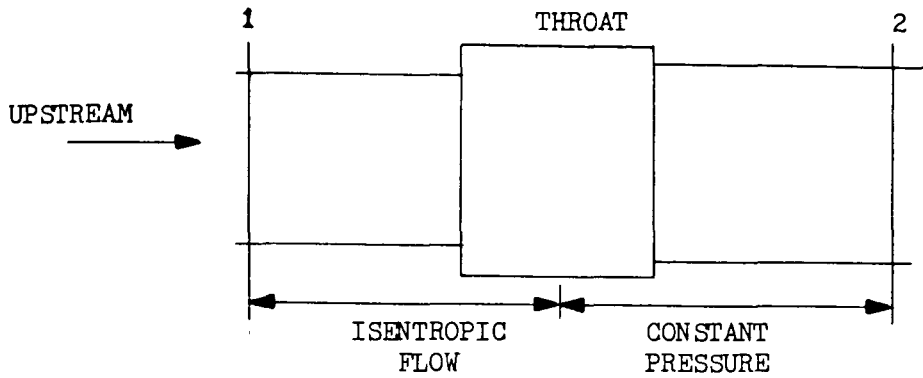 1
THROAT
2
UPSTREAM
ISENTROPIC
FLOW
CONSTANT
PRESSURE